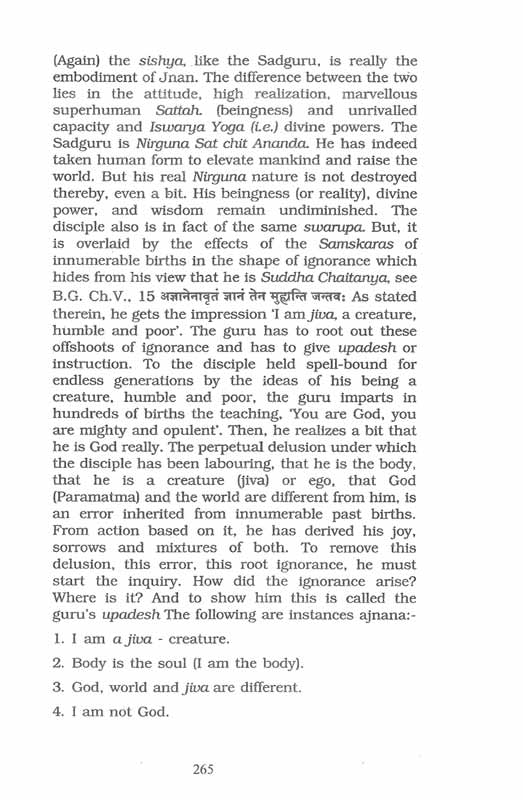 (Again) the sishya, like the Sadguru, is really the
embodiment of Jnan. The difference between the two
lies in the attitude, high realization, marvellous
superhuman Sattah. (beingness) and unrivalled
capacity and Iswarya Yoga (i.e.) divine powers. The
Sadguru is Nirguna Sat chit Ananda. He has indeed
taken human form to elevate mankind and raise the
world. But his real Nirguna nature is not destroyed
thereby, even a bit. His beingness (or reality), divine
power, and wisdom remain undiminished. The
disciple also is in fact of the same swarupa. But, it
is overlaid by the effects of the Samskaras of
innumerable births in the shape of ignorance which
hides from his view that he is Suddha Chaitanya, see
B.G. Ch.V., 15 अज्ञानेनावृतं ज्ञानं तेन मुह्यन्ति जन्तवः As stated
therein, he gets the impression 'I am jiva, a creature,
humble and poor'. The guru has to root out these
offshoots of ignorance and has to give upadesh or
instruction. To the disciple held spell-bound for
endless generations by the ideas of his being a
creature, humble and poor, the guru imparts in
hundreds of births the teaching, 'You are God, you
are mighty and opulent'. Then, he realizes a bit that
he is God really. The perpetual delusion under which
the disciple has been labouring, that he is the body,
that he is a creature (jiva) or ego, that God
(Paramatma) and the world are different from him, is
an error inherited from innumerable past births.
From action based on it, he has derived his joy,
sorrows and mixtures of both. To remove this
delusion, this error, this root ignorance, he must
start the inquiry. How did the ignorance arise?
Where is it? And to show him this is called the
guru's upadesh The following are instances ajnana:-
1. I am a jiva - creature.
2. Body is the soul (I am the body).
3. God, world and jiva are different.
4. I am not God.
265